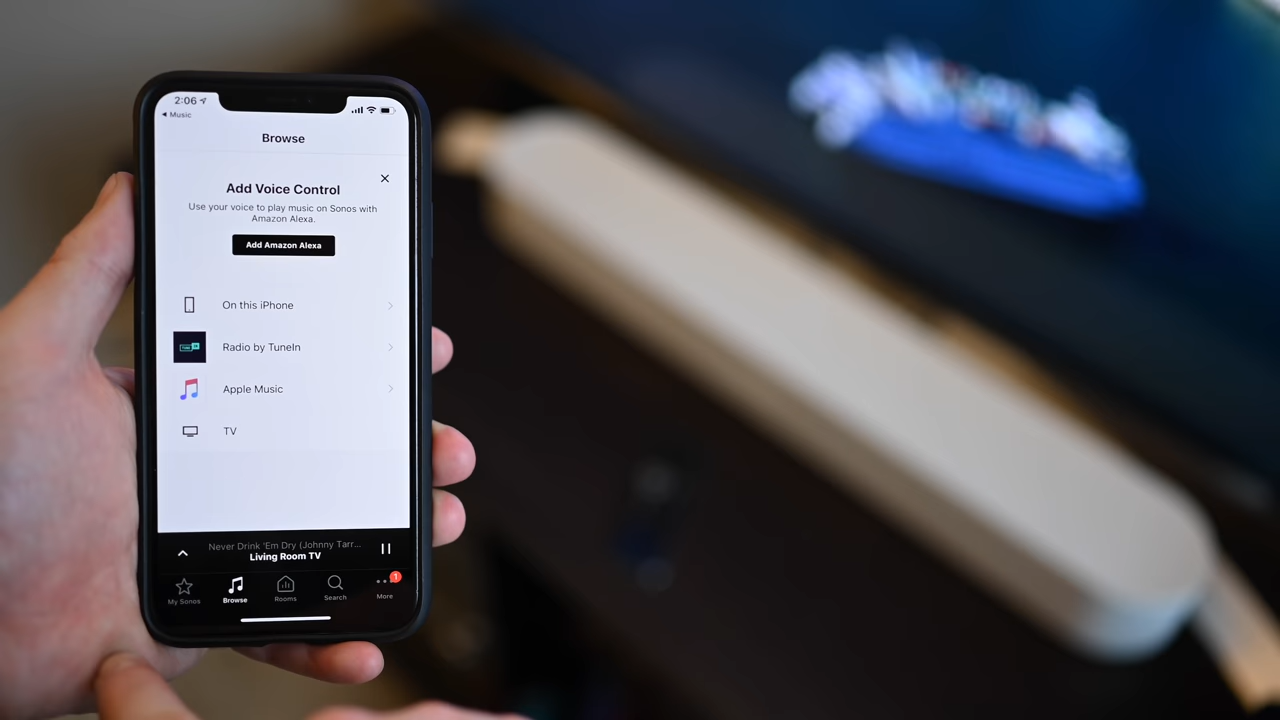 2:06
◀ Music
Browse
Add Voice Control
Use your voice to play music on Sonos with
Amazon Alexa.
Add Amazon Alexa
On this iPhone
Radio by TuneIn
Apple Music
TV
Never Drink 'Em Dry (Johnny Tarr...
Living Room TV
1
My Sonos
Browse
Rooms
Search
More